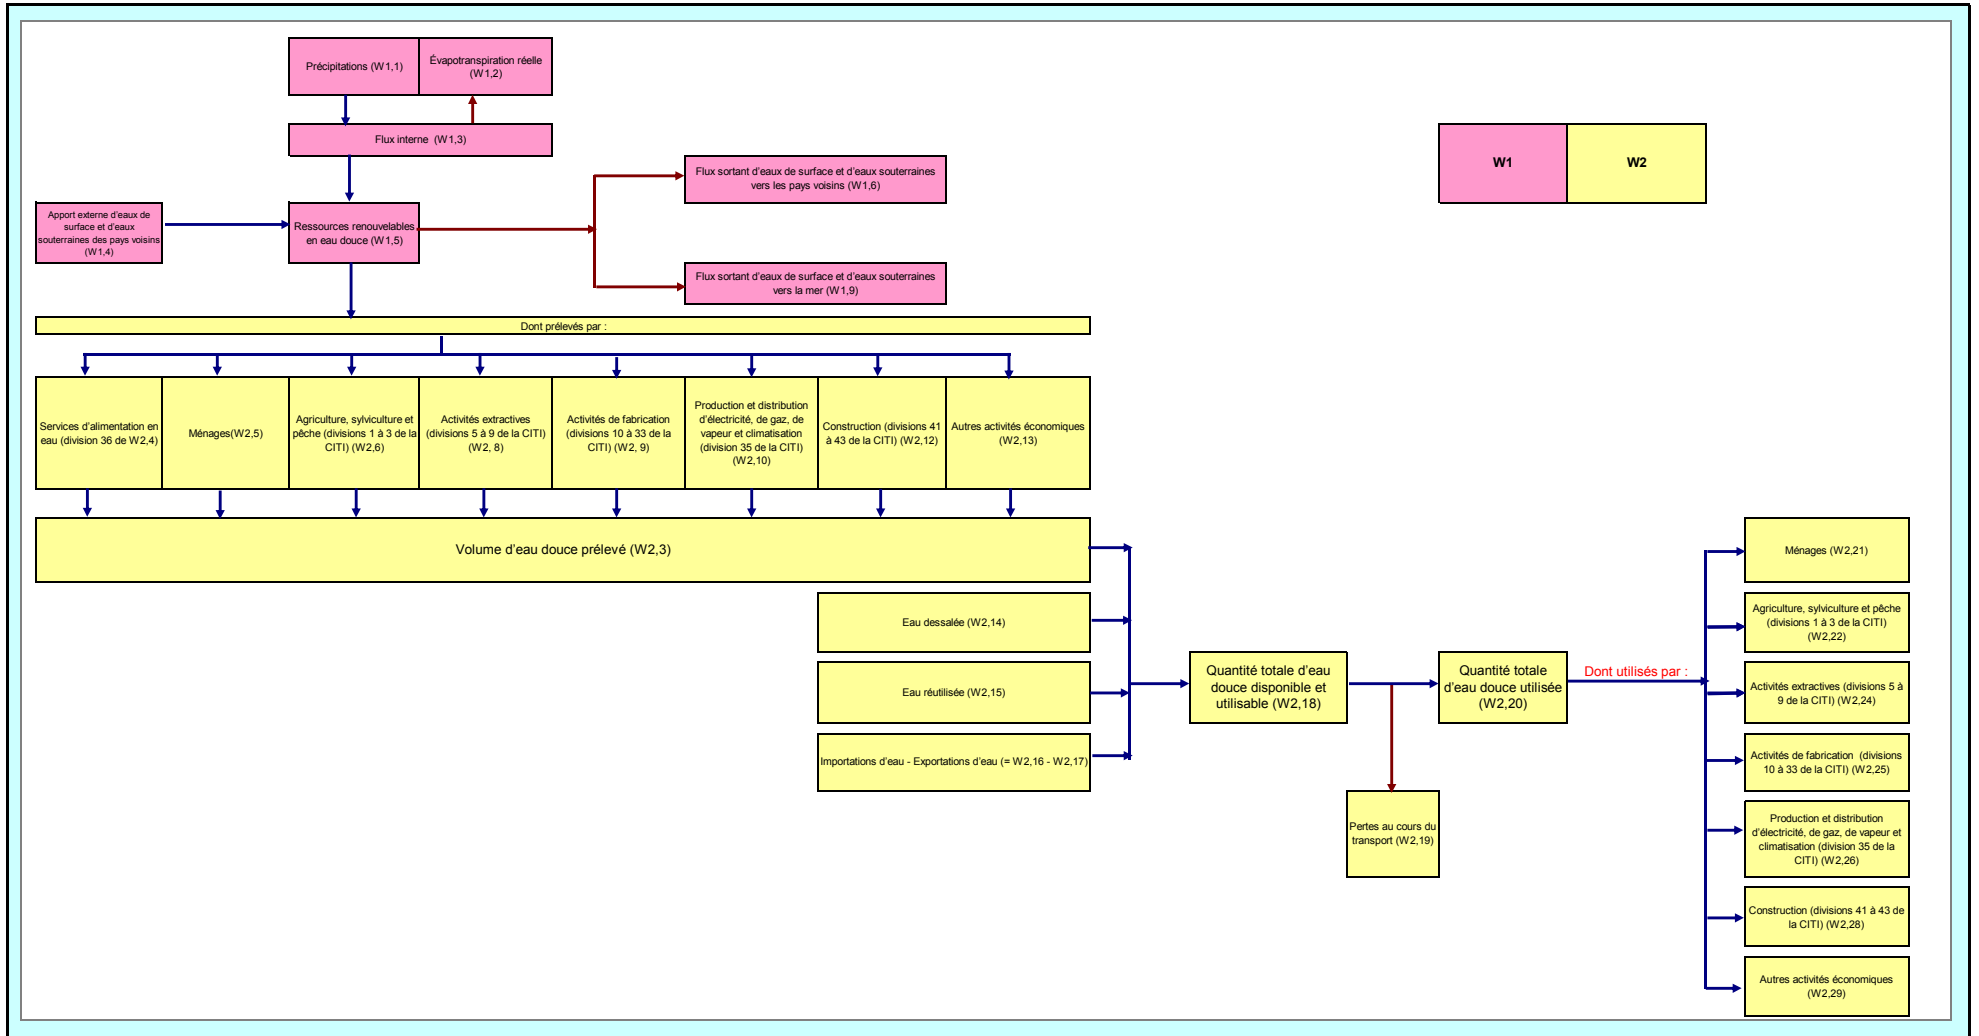 Précipitations (W1,1)
Évapotranspiration réelle
(W1,2)
Flux interne (W1,3)
W1
W2
Flux sortant d'eaux de surface et d'eaux souterraines
vers les pays voisins (W1,6)
Apport externe d'eaux de
surface et d'eaux
souterraines des pays voisins
(W1,4)
Ressources renouvelables
en eau douce (W1,5)
Flux sortant d'eaux de surface et d'eaux souterraines
vers la mer (W1,9)
Dont prélevés par :
Services d'alimentation en
eau (division 36 de W2,4)
Ménages(W2,5)
Agriculture, sylviculture et
pêche (divisions 1 à 3 de la
CITI) (W2,6)
Activités extractives
(divisions 5 à 9 de la CITI)
(W2, 8)
Activités de fabrication
(divisions 10 à 33 de la
CITI) (W2, 9)
Production et distribution
d'électricité, de gaz, de
vapeur et climatisation
(division 35 de la CITI)
(W2,10)
Construction (divisions 41
à 43 de la CITI) (W2,12)
Autres activités économiques
(W2,13)
Volume d'eau douce prélevé (W2,3)
Eau dessalée (W2,14)
Eau réutilisée (W2,15)
Importations d'eau - Exportations d'eau (= W2,16 - W2,17)
Quantité totale d'eau
douce disponible et
utilisable (W2,18)
Pertes au cours du
transport (W2,19)
Quantité totale
d'eau douce utilisée
(W2,20)
Dont utilisés par :
Ménages (W2,21)
Agriculture, sylviculture et pêche
(divisions 1 à 3 de la CITI)
(W2,22)
Activités extractives (divisions 5 à
9 de la CITI) (W2,24)
Activités de fabrication (divisions
10 à 33 de la CITI) (W2,25)
Production et distribution
d'électricité, de gaz, de vapeur et
climatisation (division 35 de la
CITI) (W2,26)
Construction (divisions 41 à 43 de
la CITI) (W2,28)
Autres activités économiques
(W2,29)